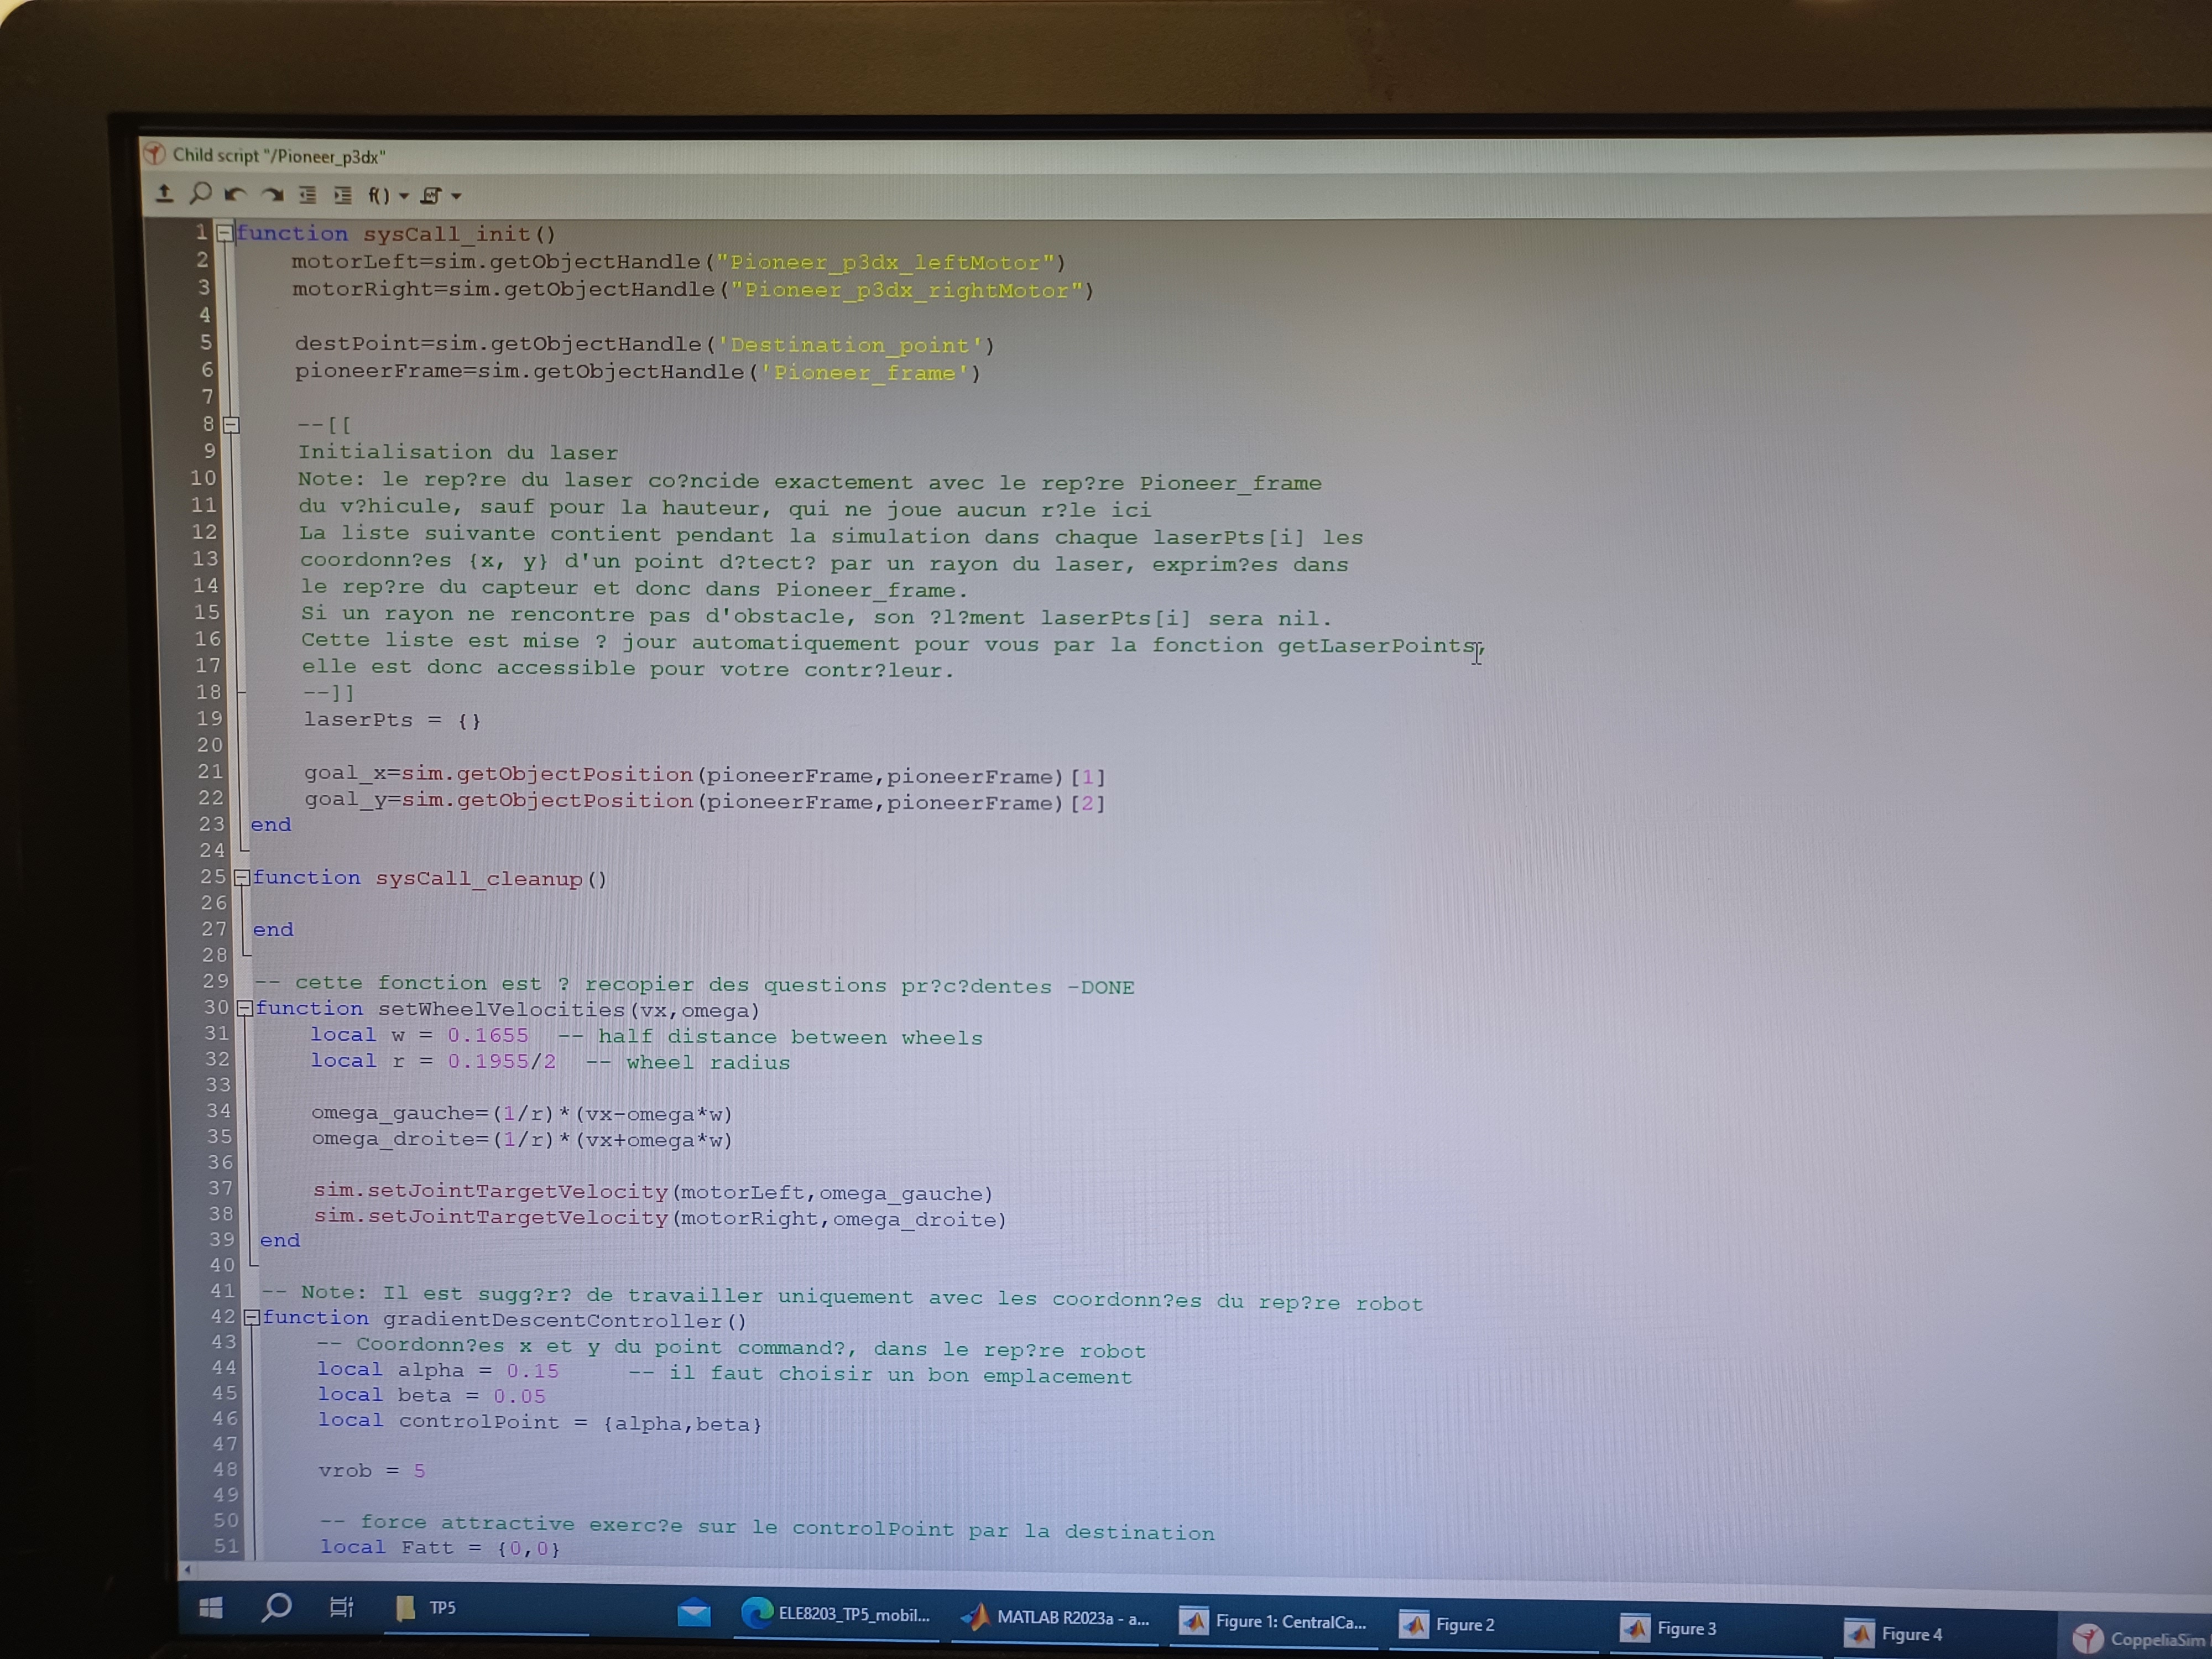 Child script "/Pioneer_p3dx"
f()
1 function sysCall_init()
2 motorLeft=sim.getObjectHandle("Pioneer_p3dx_leftMotor")
3 motorRight=sim.getObjectHandle("Pioneer_p3dx_rightMotor")
4
5 destPoint=sim.getObjectHandle('Destination_point')
6 pioneerFrame=sim.getObjectHandle('Pioneer_frame')
7
8 --[[
9 Initialisation du laser
10 Note: le rep?re du laser co?ncide exactement avec le rep?re Pioneer_frame
11 du v?hicule, sauf pour la hauteur, qui ne joue aucun r?le ici
12 La liste suivante contient pendant la simulation dans chaque laserPts[i] les
13 coordonn?es {x, y} d'un point d?tect? par un rayon du laser, exprim?es dans
14 le rep?re du capteur et donc dans Pioneer_frame.
15 Si un rayon ne rencontre pas d'obstacle, son ?l?ment laserPts[i] sera nil.
16 Cette liste est mise ? jour automatiquement pour vous par la fonction getLaserPoints,
17 elle est donc accessible pour votre contr?leur.
18 --]]
19 laserPts = {}
20
21 goal_x=sim.getObjectPosition(pioneerFrame,pioneerFrame)[1]
22 goal_y=sim.getObjectPosition(pioneerFrame,pioneerFrame)[2]
23 end
24
25 function sysCall_cleanup()
26
27 end
28
29 -- cette fonction est ? recopier des questions pr?c?dentes -DONE
30 function setWheelVelocities(vx,omega)
31 local w = 0.1655 -- half distance between wheels
32 local r = 0.1955/2 -- wheel radius
33
34 omega_gauche=(1/r)*(vx-omega*w)
35 omega_droite=(1/r)*(vx+omega*w)
36
37 sim.setJointTargetVelocity(motorLeft,omega_gauche)
38 sim.setJointTargetVelocity(motorRight,omega_droite)
39 end
40
41 -- Note: Il est sugg?r? de travailler uniquement avec les coordonn?es du rep?re robot
42 function gradientDescentController()
43 -- Coordonn?es x et y du point command?, dans le rep?re robot
44 local alpha = 0.15 -- il faut choisir un bon emplacement
45 local beta = 0.05
46 local controlPoint = {alpha,beta}
47
48 vrob = 5
49
50 -- force attractive exerc?e sur le controlPoint par la destination
51 local Fatt = {0,0}
TP5 ELE8203_TP5_mobil... MATLAB R2023a - a... Figure 1: CentralCa... Figure 2 Figure 3 Figure 4 CoppeliaSim